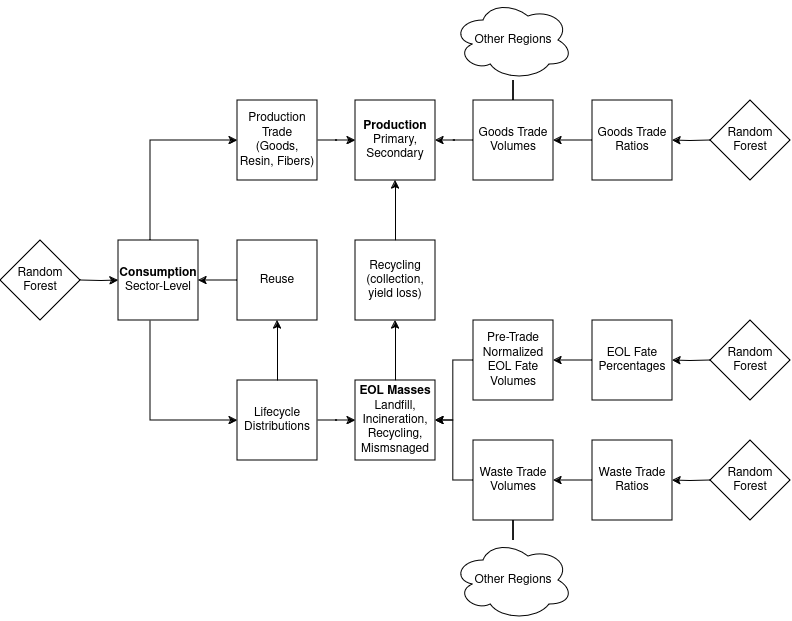 Other Regions
Production
Trade
(Goods,
Resin, Fibers)
Production
Primary,
Secondary
Goods Trade
Volumes
Goods Trade
Ratios
Random
Forest
Random
Forest
Consumption
Sector-Level
Reuse
Recycling
(collection,
yield loss)
Pre-Trade
Normalized
EOL Fate
Volumes
EOL Fate
Percentages
Random
Forest
Lifecycle
Distributions
EOL Masses
Landfill,
Incineration,
Recycling,
Mismsnaged
Waste Trade
Volumes
Waste Trade
Ratios
Random
Forest
Other Regions